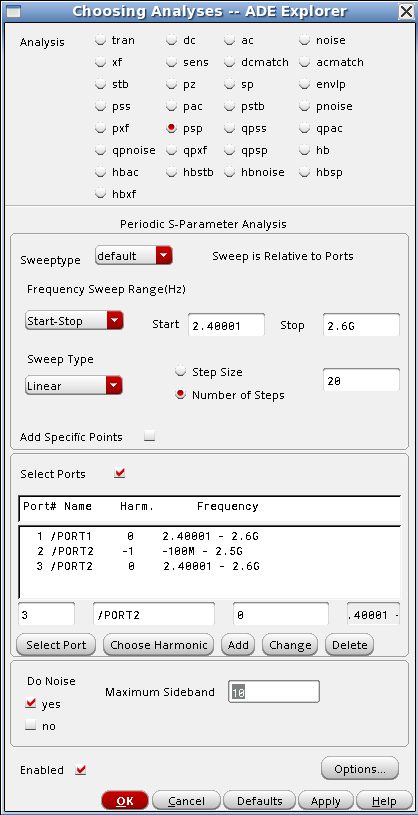 Choosing Analyses -- ADE Explorer
Analysis
tran dc ac noise
xf sens dcmatch acmatch
stb pz sp envlp
pss pac pstb pnoise
pxf psp qpss qpac
qpnoise qpxf qpsp hb
hbac hbstb hbnoise hbsp
hbxf
Periodic S-Parameter Analysis
Sweeptype default Sweep is Relative to Ports
Frequency Sweep Range(Hz)
Start-Stop Start 2.40001 Stop 2.6G
Sweep Type Step Size
Linear Number of Steps 20
Add Specific Points
Select Ports
Port# Name Harm. Frequency
1 /PORT1 0 2.40001 - 2.6G
2 /PORT2 -1 -100M - 2.5G
3 /PORT2 0 2.40001 - 2.6G
3 /PORT2 0 .40001 -
Select Port Choose Harmonic Add Change Delete
Do Noise
yes Maximum Sideband 10
no
Enabled Options...
OK Cancel Defaults Apply Help